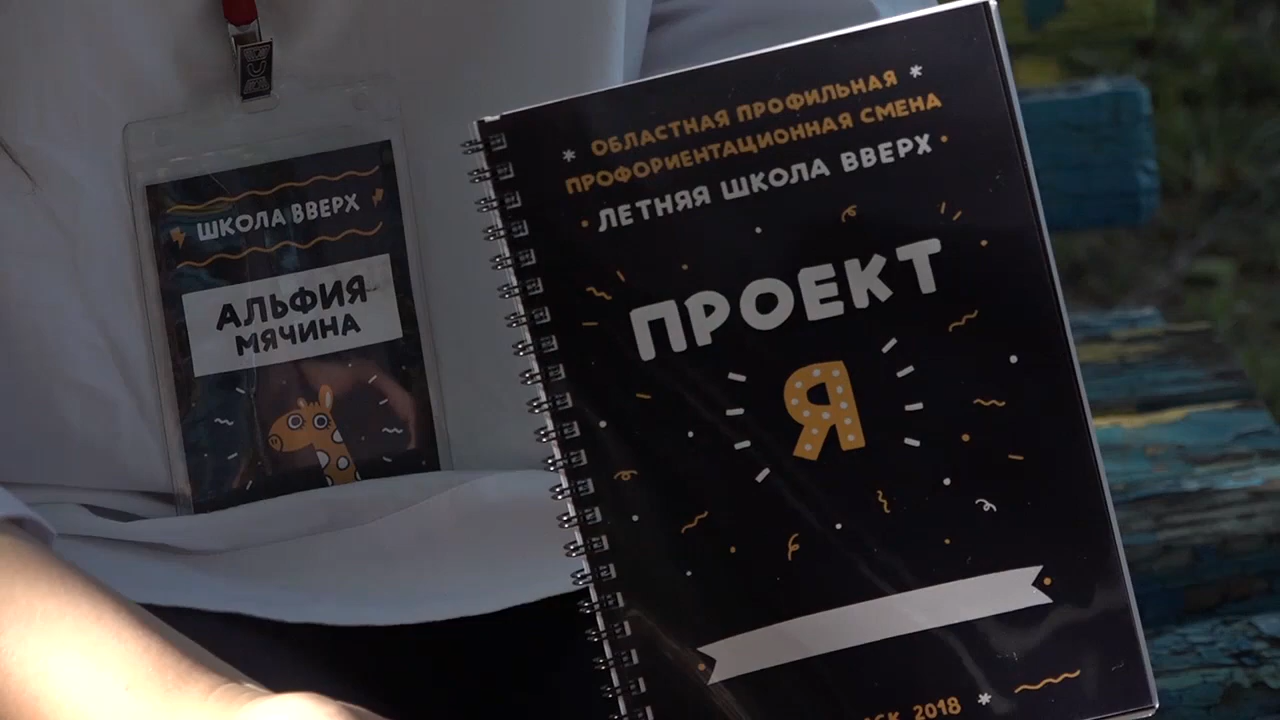 ШКОЛА ВВЕРХ
АЛЬФИЯ
МЯЧИНА
ОБЛАСТНАЯ ПРОФИЛЬНАЯ
ПРОФОРИЕНТАЦИОННАЯ СМЕНА
ЛЕТНЯЯ ШКОЛА ВВЕРХ
ПРОЕКТ
Я
2018